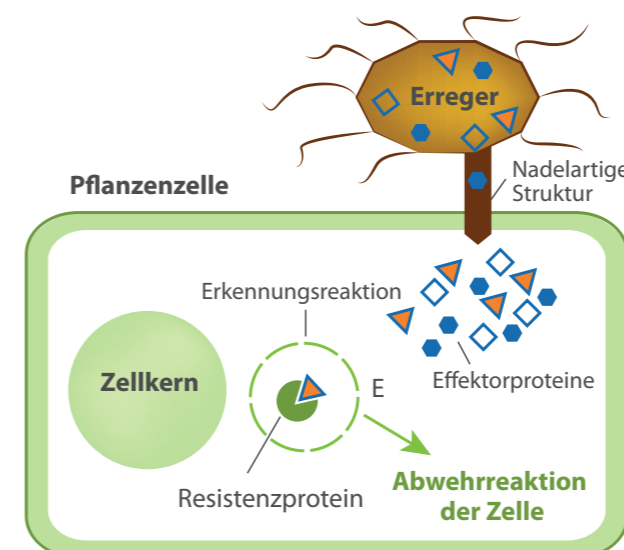 Erreger
Nadelartige
Struktur
Pflanzenzelle
Erkennungsreaktion
Zellkern
E
Effektorproteine
Resistenzprotein
Abwehrreaktion
der Zelle